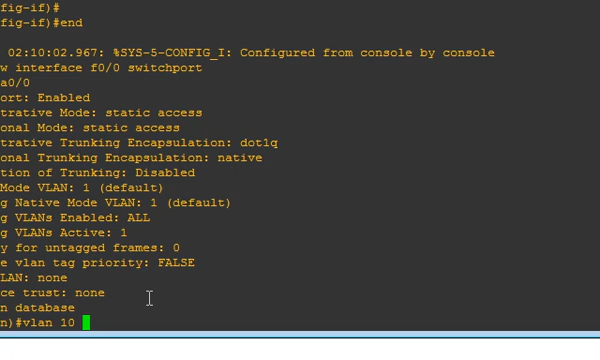 fig-if)#
fig-if)#end
02:10:02.967: %SYS-5-CONFIG_I: Configured from console by console
w interface f0/0 switchport
a0/0
ort: Enabled
trative Mode: static access
onal Mode: static access
trative Trunking Encapsulation: dot1q
onal Trunking Encapsulation: native
tion of Trunking: Disabled
Mode VLAN: 1 (default)
g Native Mode VLAN: 1 (default)
g VLANs Enabled: ALL
g VLANs Active: 1
y for untagged frames: 0
e vlan tag priority: FALSE
LAN: none
ce trust: none
n database
n)#vlan 10